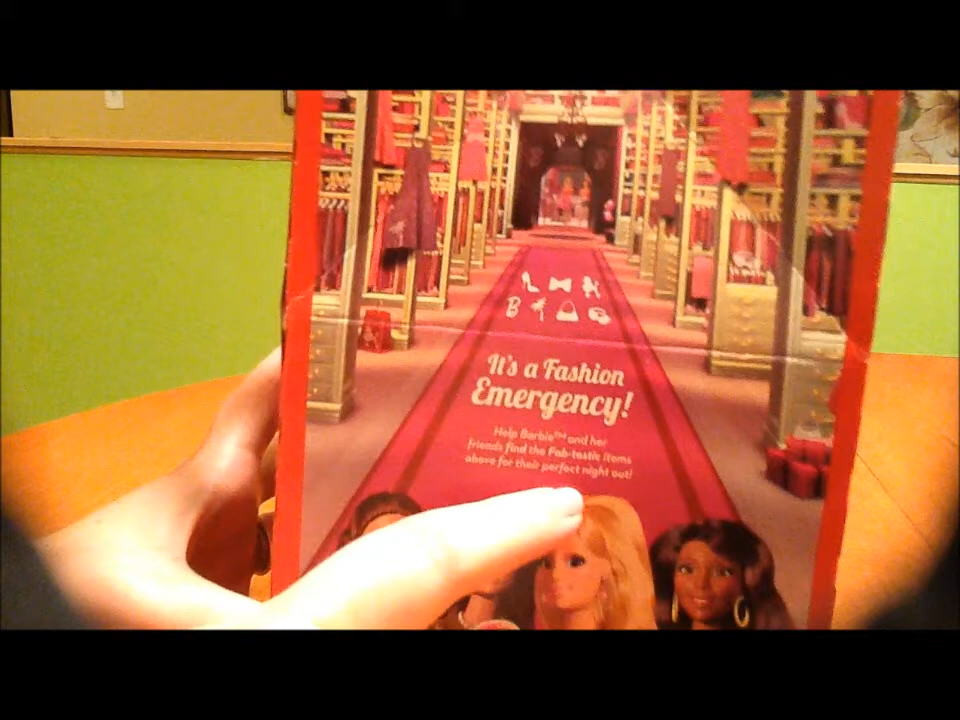 It's a Fashion
Emergency!
Help Barbie™ and her
friends find the Fab-tastic items
above for their perfect night out!